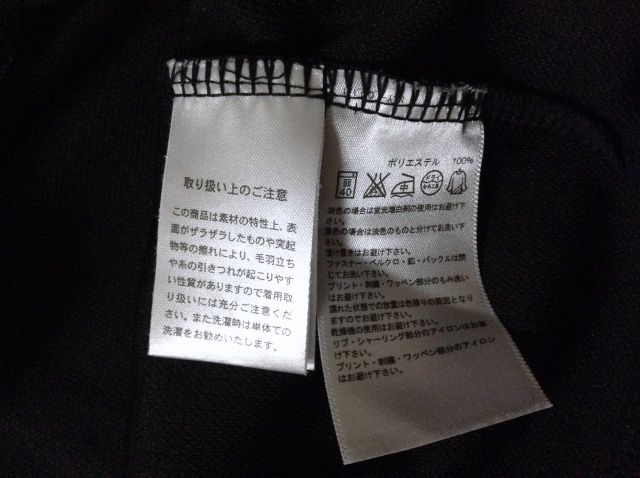 取り扱い上のご注意
この商品は素材の特性上、表
面がザラザラしたものや突起
物等の擦れにより、毛羽立ち
や糸の引きつれが起こりやす
い性質がありますので着用取
り扱いには充分ご注意くだ
さい。また洗濯時は単体での
洗濯をお勧めいたします。
ポリエステル 100%
弱
40
中
ドライ
淡色の場合は蛍光増白剤の使用はお避け下
さい。
濃色の場合は淡色のものと分けてお洗い下
さい。
漬け置きはお避け下さい。
ファスナー・ベルクロ・釦・バックルは閉
じてお洗い下さい。
プリント・刺繍・ワッペン部分のもみ洗い
はお避け下さい。
濡れた状態での放置は色移りの原因となり
ますのでお避け下さい。
乾燥機の使用はお避け下さい。
リブ・シャーリング部分のアイロンはお避
け下さい。
プリント・刺繍・ワッペン部分のアイロン
はお避け下さい。